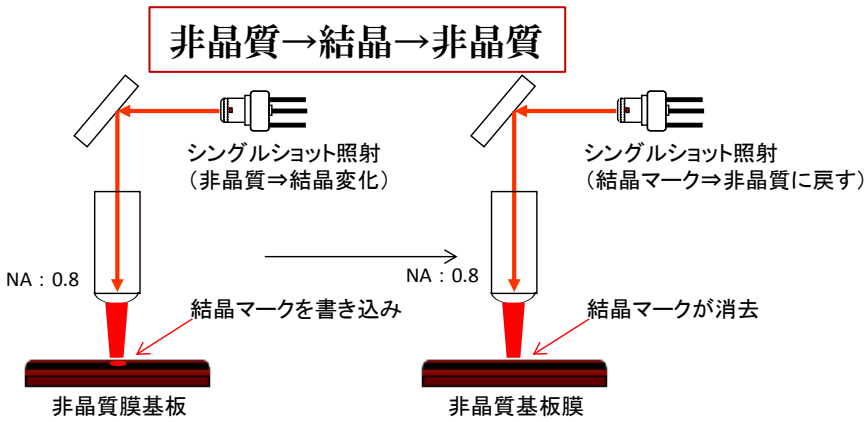 非晶質→結晶→非晶質
シングルショット照射
（非晶質⇒結晶変化）
NA：0.8
結晶マークを書き込み
非晶質膜基板
シングルショット照射
（結晶マーク⇒非晶質に戻す）
NA：0.8
結晶マークが消去
非晶質基板膜